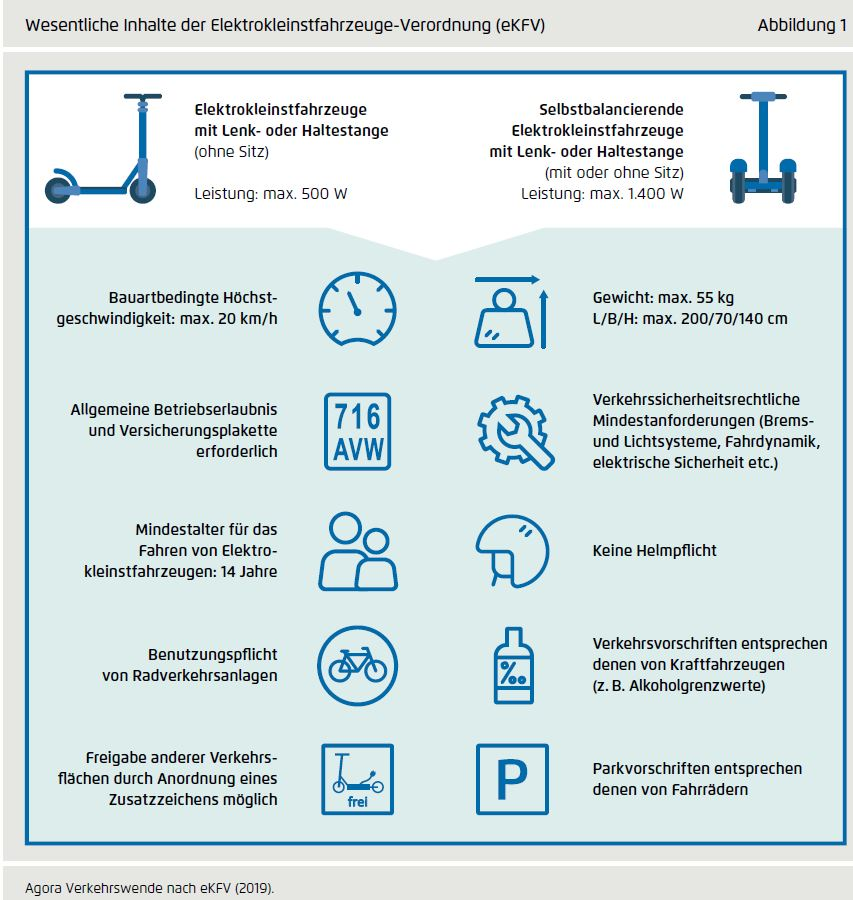 Wesentliche Inhalte der Elektrokleinstfahrzeuge-Verordnung (eKFV)
Abbildung 1
Elektrokleinstfahrzeuge
mit Lenk- oder Haltestange
(ohne Sitz)
Leistung: max. 500 W
Selbstbalancierende
Elektrokleinstfahrzeuge
mit Lenk- oder Haltestange
(mit oder ohne Sitz)
Leistung: max. 1.400 W
Bauartbedingte Höchst-
geschwindigkeit: max. 20 km/h
Gewicht: max. 55 kg
L/B/H: max. 200/70/140 cm
Allgemeine Betriebserlaubnis
und Versicherungsplakette
erforderlich
716
AVW
Verkehrssicherheitsrechtliche
Mindestanforderungen (Brems-
und Lichtsysteme, Fahrdynamik,
elektrische Sicherheit etc.)
Mindestalter für das
Fahren von Elektro-
kleinstfahrzeugen: 14 Jahre
Keine Helmpflicht
Benutzungspflicht
von Radverkehrsanlagen
‰
Verkehrsvorschriften entsprechen
denen von Kraftfahrzeugen
(z. B. Alkoholgrenzwerte)
Freigabe anderer Verkehrs-
flächen durch Anordnung eines
Zusatzzeichens möglich
frei
P
Parkvorschriften entsprechen
denen von Fahrrädern
Agora Verkehrswende nach eKFV (2019).